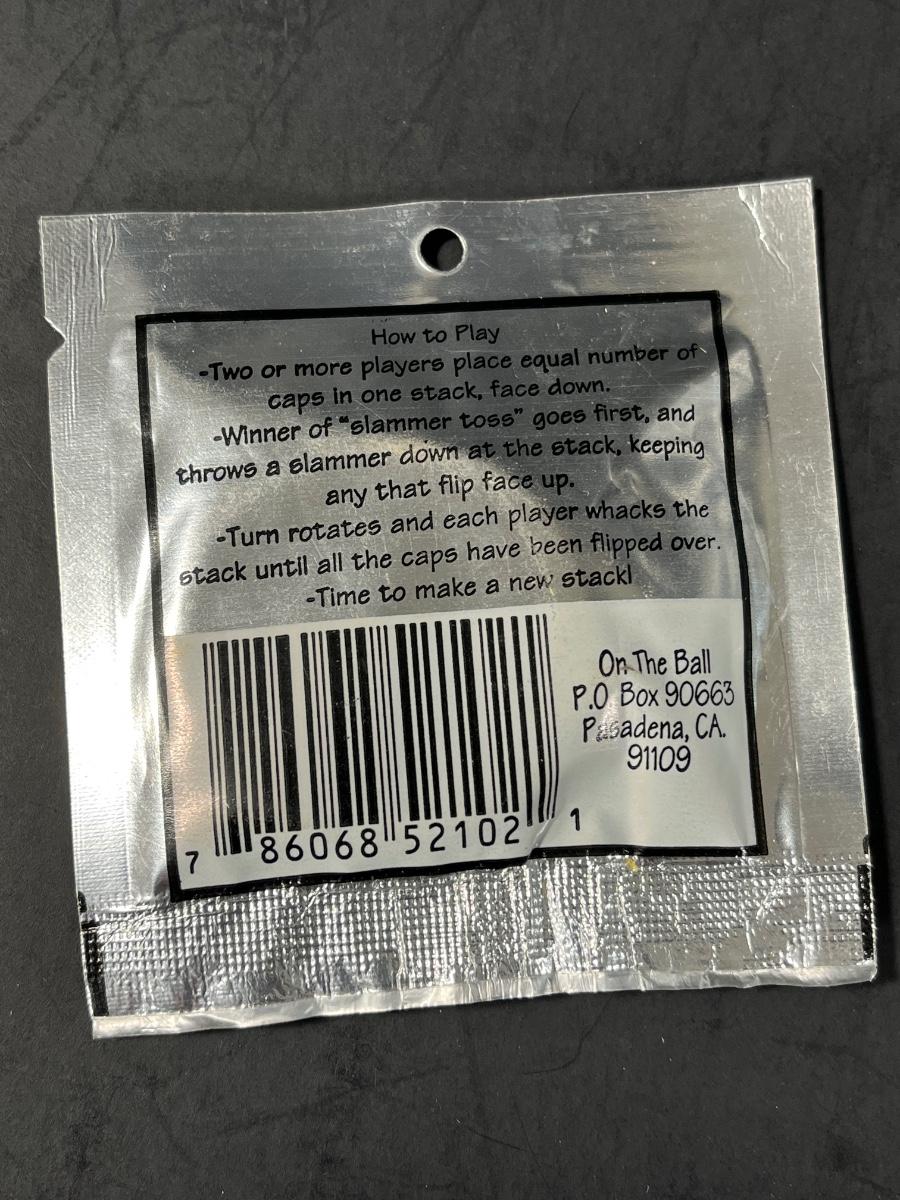 How to Play
-Two or more players place equal number of
caps in one stack, face down.
-Winner of "slammer toss" goes first, and
throws a slammer down at the stack, keeping
any that flip face up.
-Turn rotates and each player whacks the
stack until all the caps have been flipped over.
-Time to make a new stack!
On The Ball
P.O Box 90663
Pasadena, CA.
91109
7 86068 52102 1